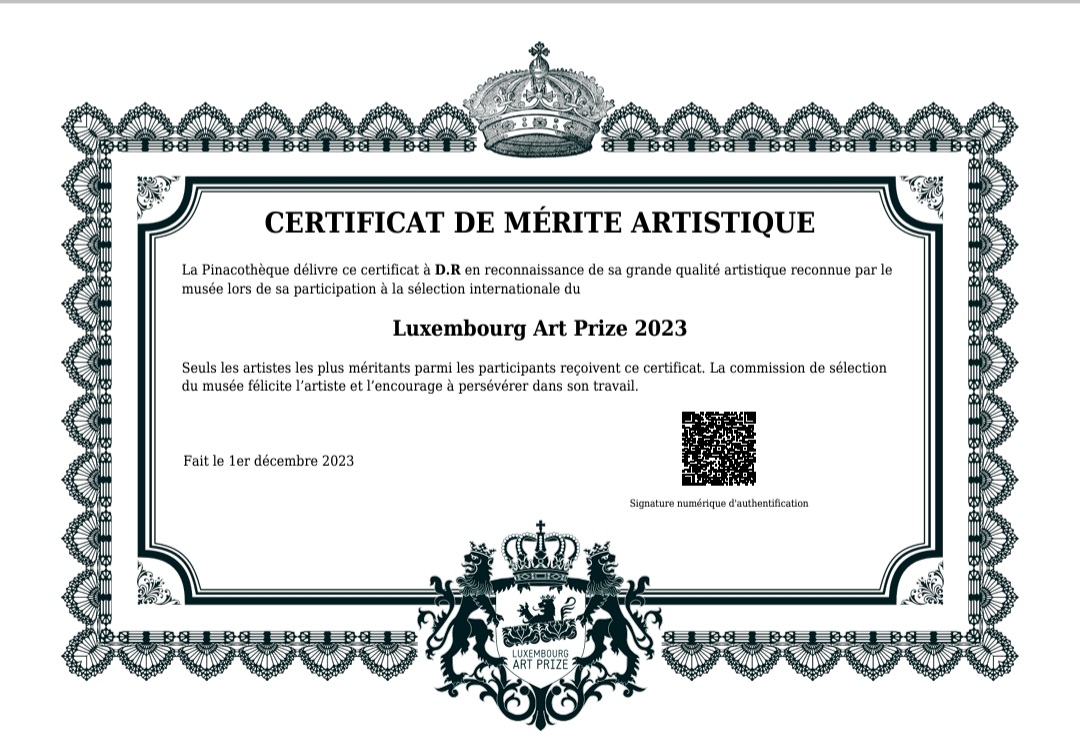 CERTIFICAT DE MÉRITE ARTISTIQUE
La Pinacothèque délivre ce certificat à D.R en reconnaissance de sa grande qualité artistique reconnue par le
musée lors de sa participation à la sélection internationale du
Luxembourg Art Prize 2023
Seuls les artistes les plus méritants parmi les participants reçoivent ce certificat. La commission de sélection
du musée félicite l’artiste et l’encourage à persévérer dans son travail.
Fait le 1er décembre 2023
Signature numérique d'authentification
LUXEMBOURG
ART PRIZE